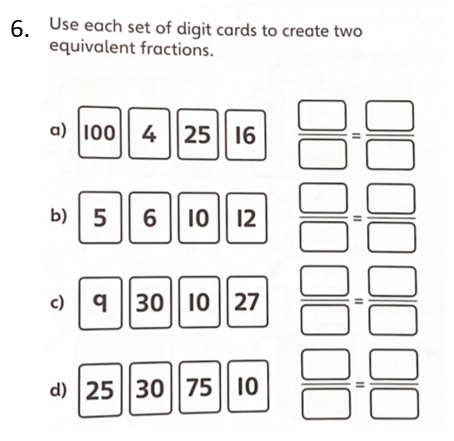 6. Use each set of digit cards to create two
equivalent fractions.
a) 100 4 25 16 =
b) 5 6 10 12 =
c) 9 30 10 27 =
d) 25 30 75 10 =